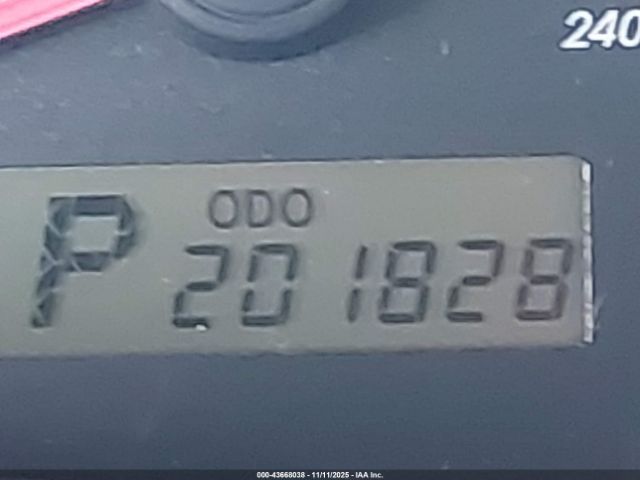 240
ODO
P 201828
000-43668038 - 11/11/2025 - IAA Inc.